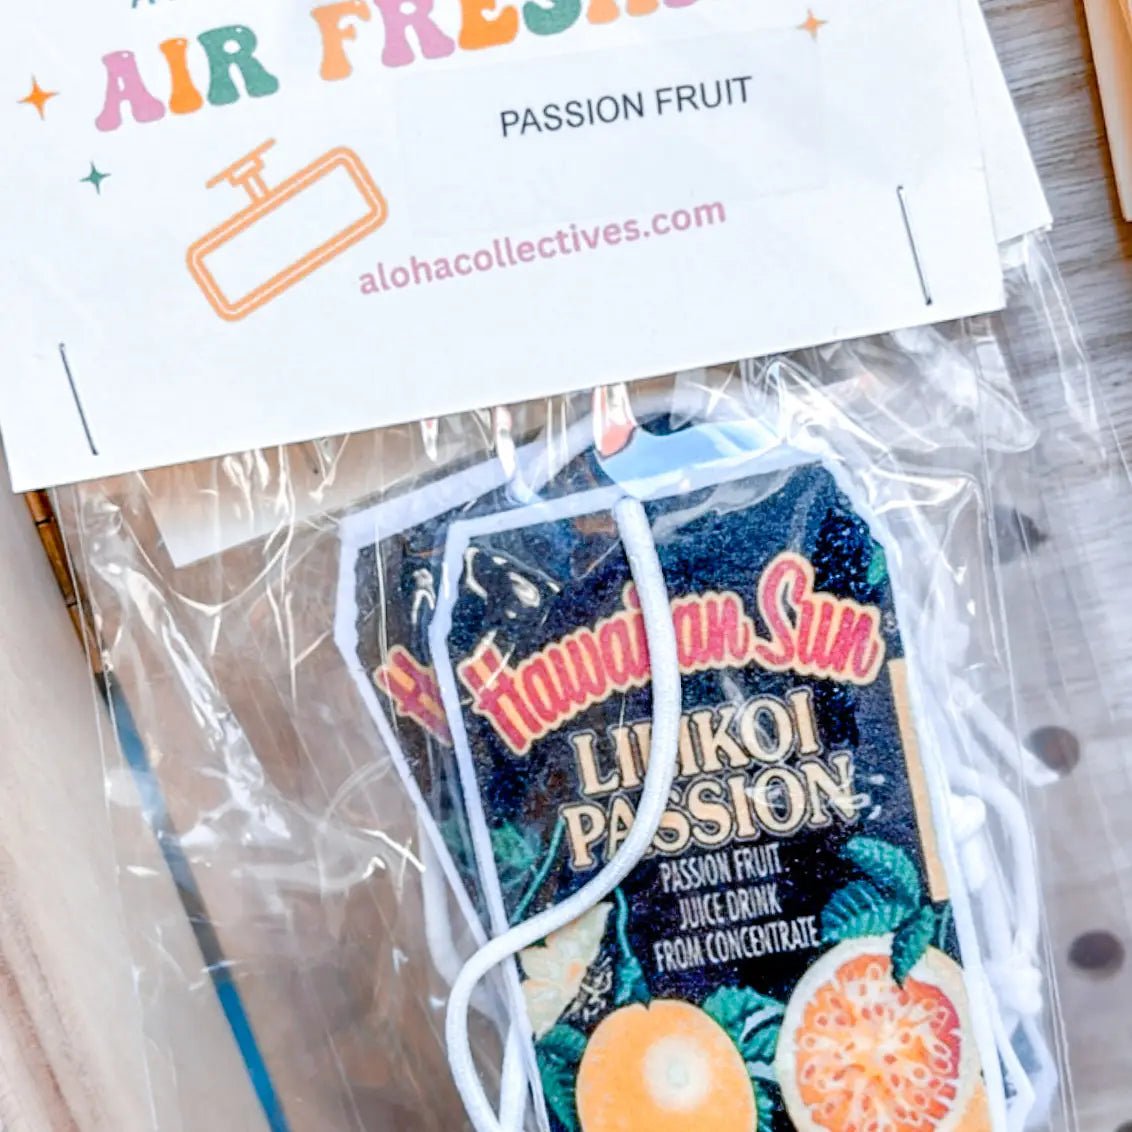 AIR FRESH
PASSION FRUIT
alohacollectives.com
Hawaiian Sun
LILIKOI
PASSION
PASSION FRUIT
JUICE DRINK
FROM CONCENTRATE